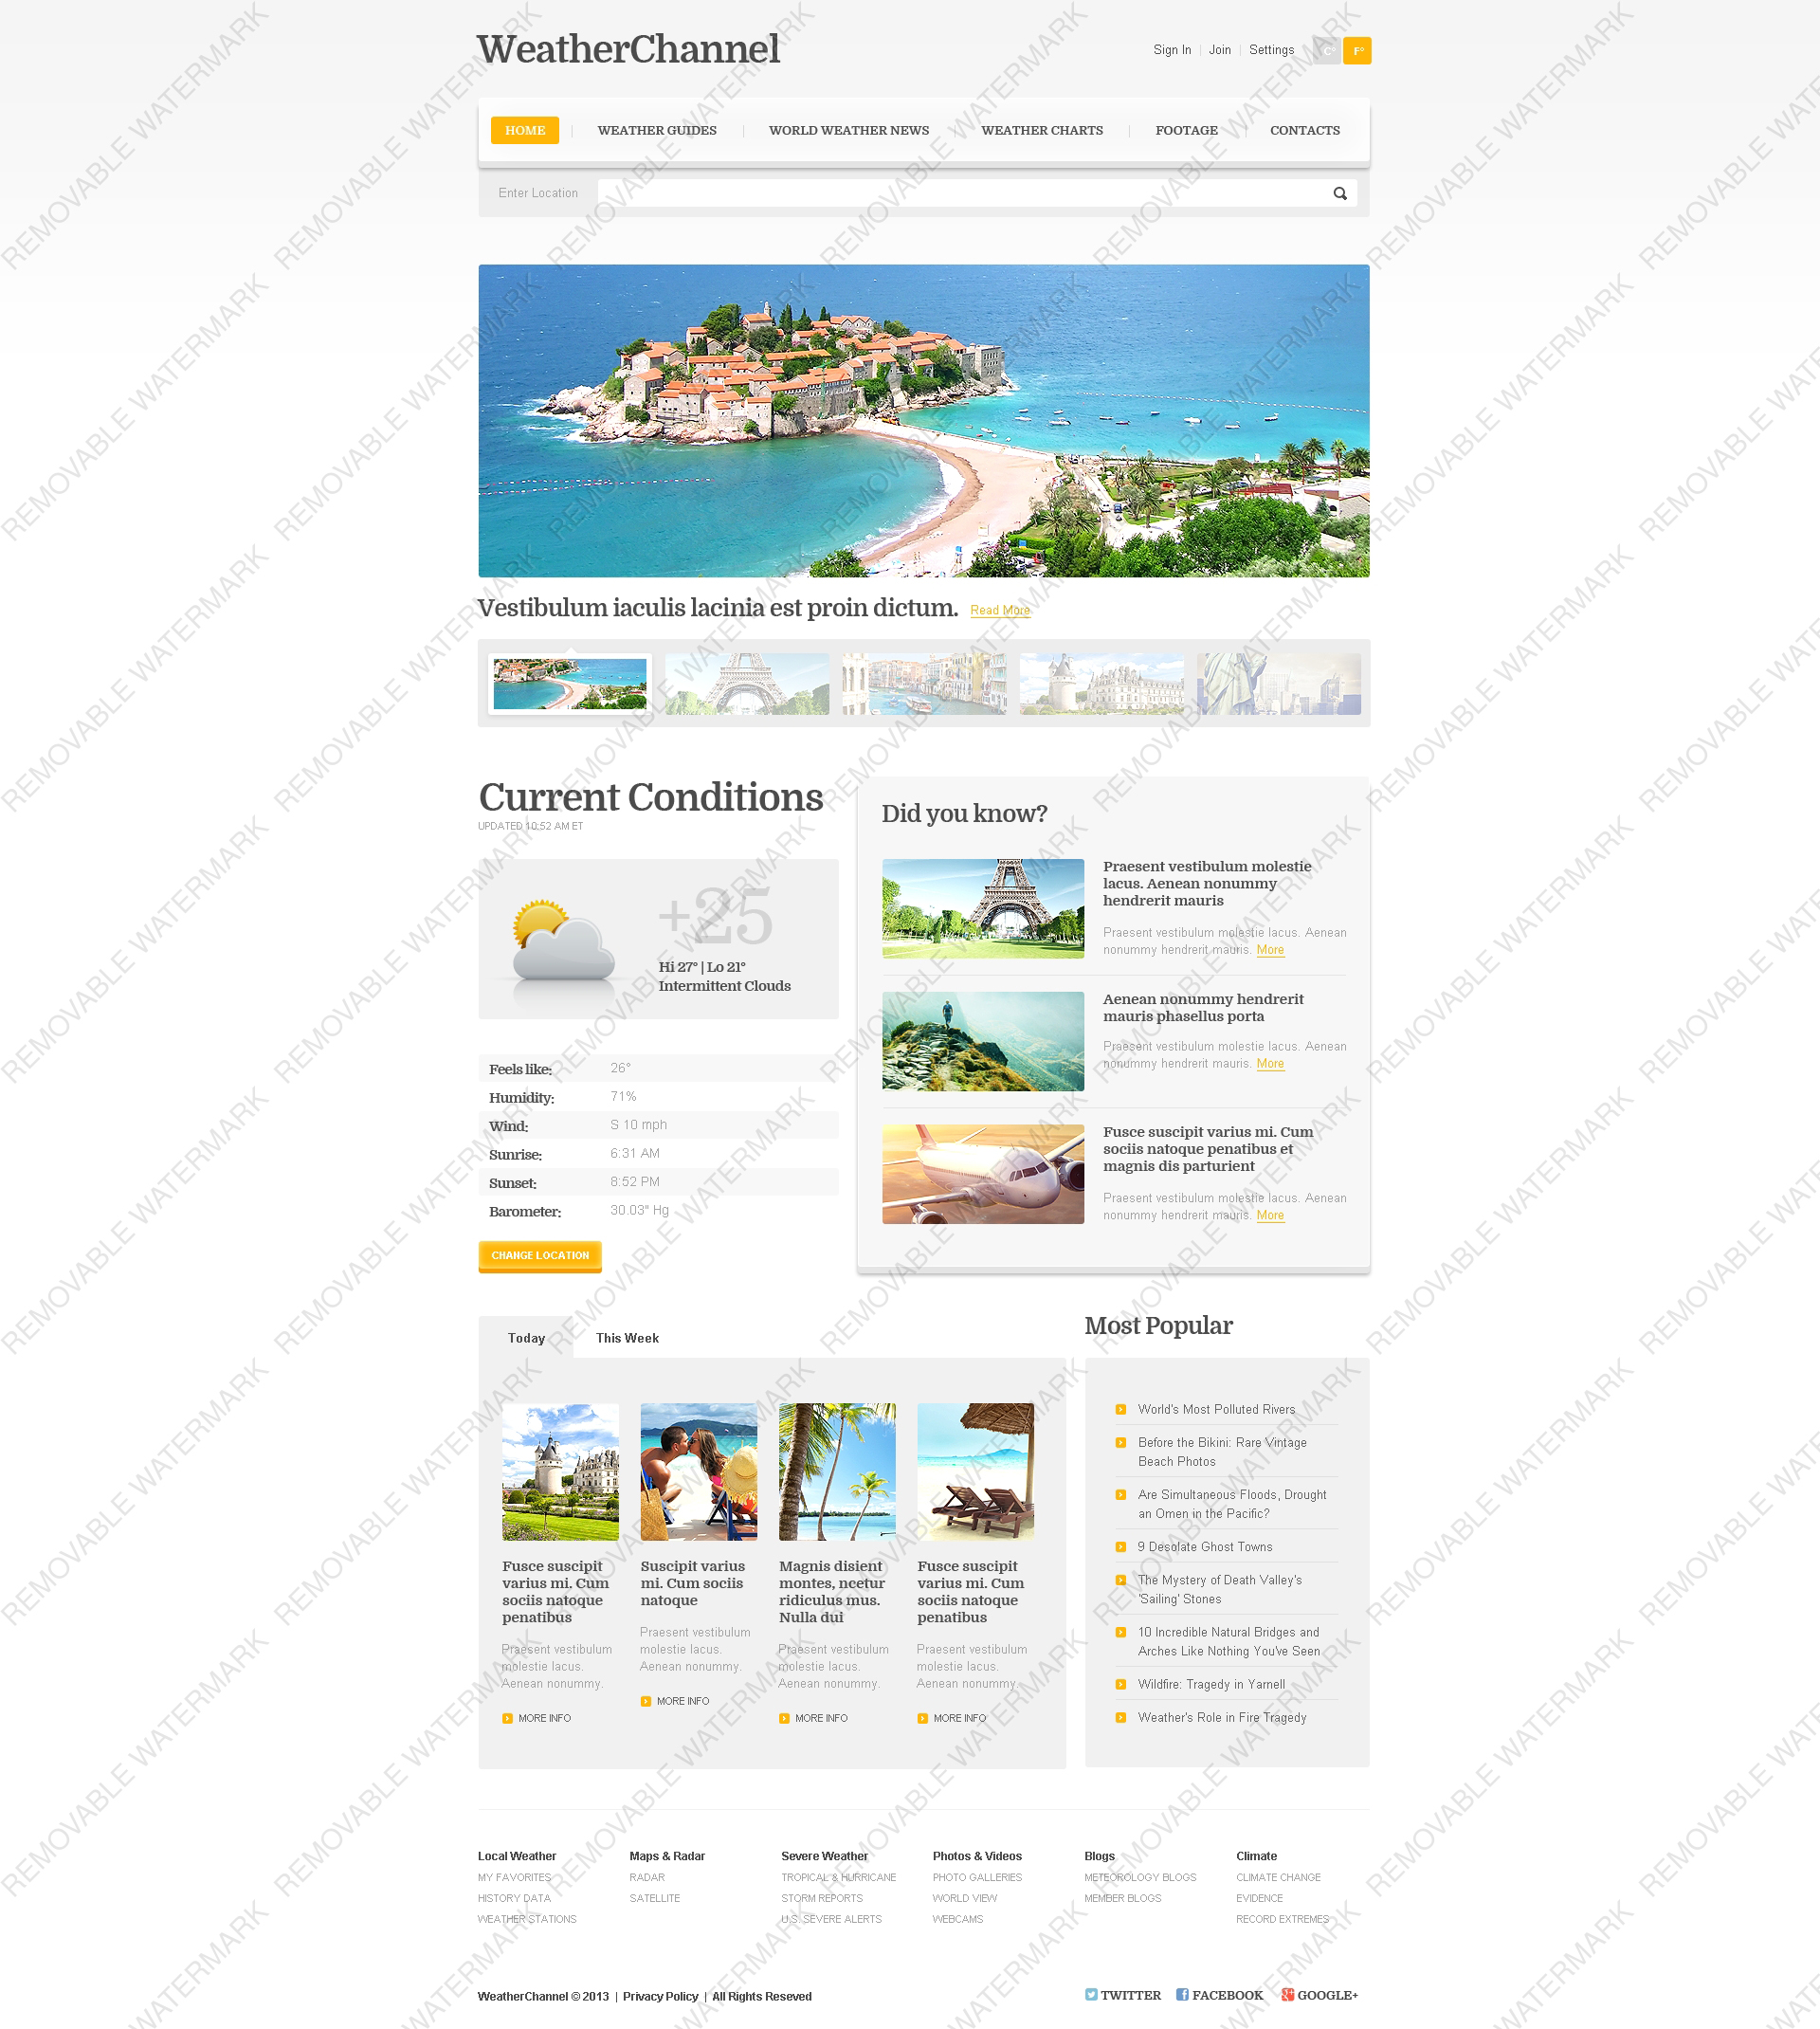 WeatherChannel
Sign In | Join | Settings
C° F°
HOME
WEATHER GUIDES
WORLD WEATHER NEWS
WEATHER CHARTS
FOOTAGE
CONTACTS
Enter Location
Vestibulum iaculis lacinia est proin dictum. Read More
Current Conditions
UPDATED 10:52 AM ET
+25
Hi 27° | Lo 21°
Intermittent Clouds
Feels like: 26°
Humidity: 71%
Wind: S 10 mph
Sunrise: 6:31 AM
Sunset: 8:52 PM
Barometer: 30.03" Hg
CHANGE LOCATION
Did you know?
Praesent vestibulum molestie
lacus. Aenean nonummy
hendrerit mauris
Praesent vestibulum molestie lacus. Aenean
nonummy hendrerit mauris. More
Aenean nonummy hendrerit
mauris phasellus porta
Praesent vestibulum molestie lacus. Aenean
nonummy hendrerit mauris. More
Fusce suscipit varius mi. Cum
sociis natoque penatibus et
magnis dis parturient
Praesent vestibulum molestie lacus. Aenean
nonummy hendrerit mauris. More
Today
This Week
Fusce suscipit
varius mi. Cum
sociis natoque
penatibus
Praesent vestibulum
molestie lacus.
Aenean nonummy.
MORE INFO
Suscipit varius
mi. Cum sociis
natoque
Praesent vestibulum
molestie lacus.
Aenean nonummy.
MORE INFO
Magnis disient
montes, ncetur
ridiculus mus.
Nulla dui
Praesent vestibulum
molestie lacus.
Aenean nonummy.
MORE INFO
Fusce suscipit
varius mi. Cum
sociis natoque
penatibus
Praesent vestibulum
molestie lacus.
Aenean nonummy.
MORE INFO
Most Popular
World's Most Polluted Rivers
Before the Bikini: Rare Vintage
Beach Photos
Are Simultaneous Floods, Drought
an Omen in the Pacific?
9 Desolate Ghost Towns
The Mystery of Death Valley's
'Sailing' Stones
10 Incredible Natural Bridges and
Arches Like Nothing You've Seen
Wildfire: Tragedy in Yarnell
Weather's Role in Fire Tragedy
Local Weather
MY FAVORITES
HISTORY DATA
WEATHER STATIONS
Maps & Radar
RADAR
SATELLITE
Severe Weather
TROPICAL & HURRICANE
STORM REPORTS
U.S. SEVERE ALERTS
Photos & Videos
PHOTO GALLERIES
WORLD VIEW
WEBCAMS
Blogs
METEOROLOGY BLOGS
MEMBER BLOGS
Climate
CLIMATE CHANGE
EVIDENCE
RECORD EXTREMES
WeatherChannel © 2013 | Privacy Policy | All Rights Reseved
TWITTER
FACEBOOK
GOOGLE+
REMOVABLE WATERMARK